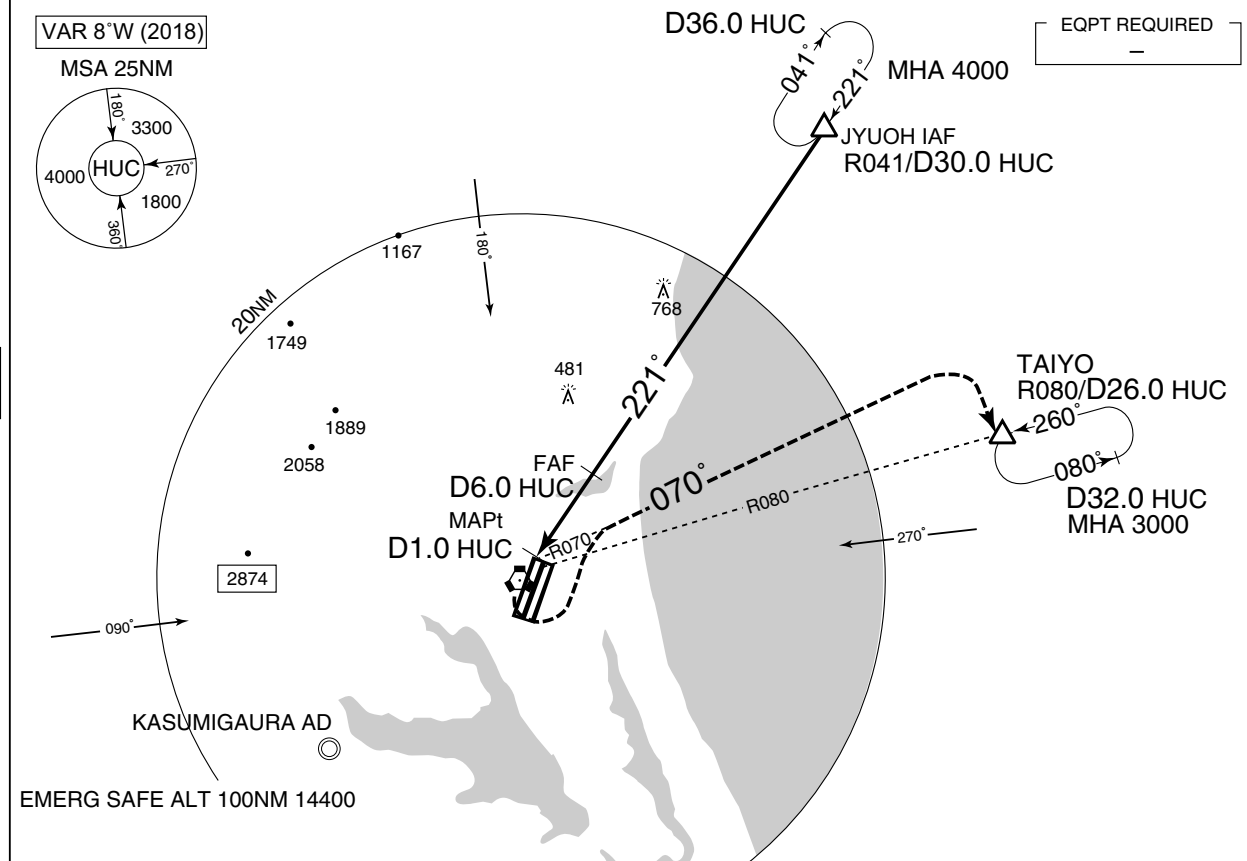 VAR 8˚W (2018)
MSA 25NM
180˚
3300
HUC
270˚
4000
1800
360˚
D36.0 HUC
EQPT REQUIRED
–
041˚
221˚
MHA 4000
JYUOH IAF
R041/D30.0 HUC
1167
180˚
768
20NM
1749
481
221˚
TAIYO
R080/D26.0 HUC
1889
260˚
2058
FAF
D6.0 HUC
070˚
080˚
R080
D32.0 HUC
MHA 3000
MAPt
D1.0 HUC
R070
270˚
2874
090˚
KASUMIGAURA AD
EMERG SAFE ALT 100NM 14400